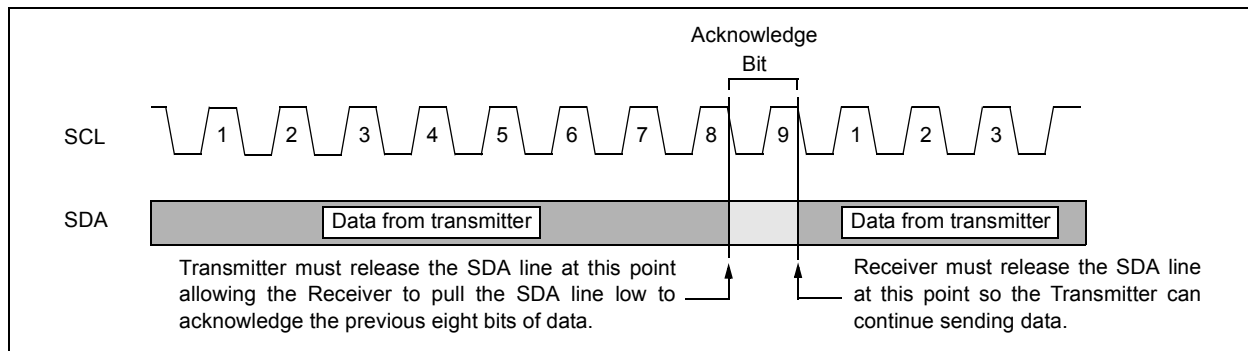 Acknowledge
Bit
SCL
1 2 3 4 5 6 7 8 9 1 2 3
SDA
Data from transmitter
Data from transmitter
Transmitter must release the SDA line at this point
allowing the Receiver to pull the SDA line low to
acknowledge the previous eight bits of data.
Receiver must release the SDA line
at this point so the Transmitter can
continue sending data.